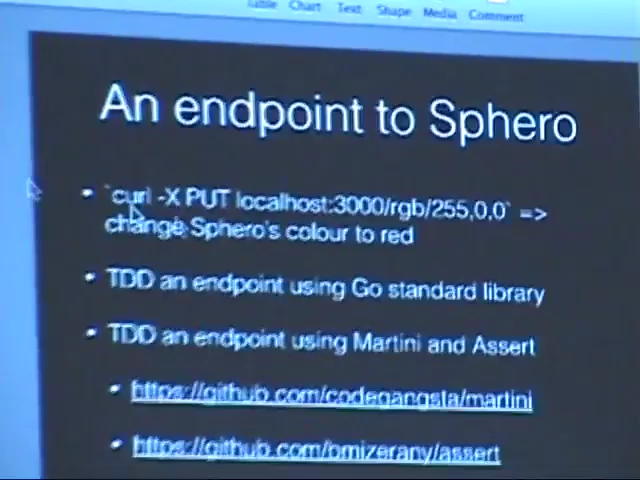 Table Chart Text Shape Media Comment
An endpoint to Sphero
• `curl -X PUT localhost:3000/rgb/255,0,0` =>
change Sphero's colour to red
• TDD an endpoint using Go standard library
• TDD an endpoint using Martini and Assert
• https://github.com/codegangsta/martini
• https://github.com/bmizerany/assert